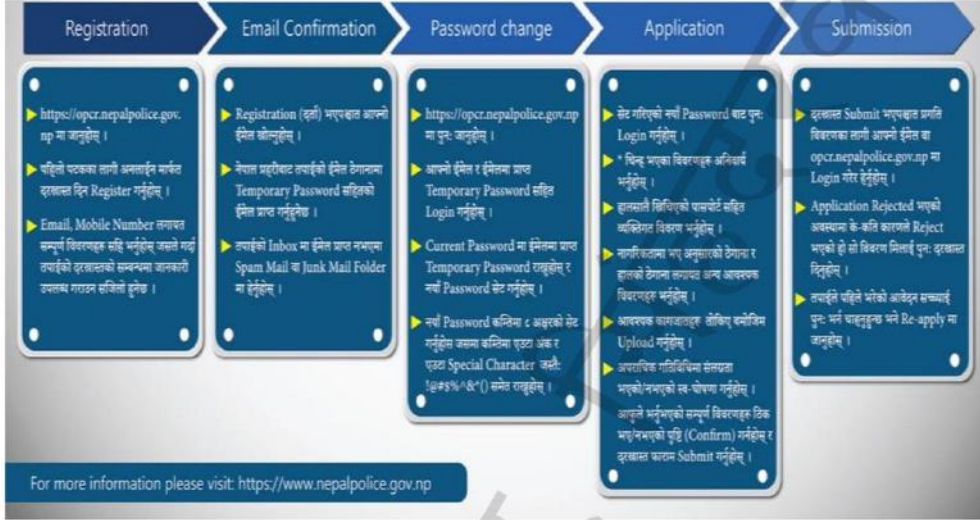 Registration
Email Confirmation
Password change
Application
Submission
https://opcr.nepalpolice.gov.
np मा जानुहोस् ।
पहिलो पटकका लागी अनलाईन मार्फत
दरखास्त दिन Register गर्नुहोस् ।
Email, Mobile Number लगायत
सम्पूर्ण विवरणहरु सहि भर्नुहोस् जसले गर्दा
तपाईको दरखास्तको सम्बन्धमा जानकारी
उपलब्ध गराउन सजिलो हुनेछ ।
Registration (दर्ता) भएपश्चात आफ्नो
ईमेल खोल्नुहोस् ।
नेपाल प्रहरीबाट तपाईको ईमेल ठेगानामा
Temporary Password सहितको
ईमेल प्राप्त गर्नुहुनेछ ।
तपाईको Inbox मा ईमेल प्राप्त नभएमा
Spam Mail वा Junk Mail Folder
मा हेर्नुहोस् ।
https://opcr.nepalpolice.gov.np
मा पुन: जानुहोस् ।
आफ्नो ईमेल र ईमेलमा प्राप्त
Temporary Password सहित
Login गर्नुहोस् ।
Current Password मा ईमेलमा प्राप्त
Temporary Password राख्नुहोस् र
नयाँ Password सेट गर्नुहोस् ।
नयाँ Password कम्तिमा ८ अक्षरको सेट
गर्नुहोस जसमा कम्तिमा एउटा अंक र
एउटा Special Character जस्तै:
!@#$%^&*() समेत राख्नुहोस् ।
सेट गरिएको नयाँ Password बाट पुन:
Login गर्नुहोस् ।
* चिन्ह भएका विवरणहरु अनिवार्य
भर्नुहोस् ।
हालसालै खिचिएको पासपोर्ट सहित
व्यक्तिगत विवरण भर्नुहोस् ।
नागरिकतामा भए अनुसारको ठेगाना र
हालको ठेगाना लगायत अन्य आवश्यक
विवरणहरु भर्नुहोस् ।
आवश्यक कागजातहरु तोकिए बमोजिम
Upload गर्नुहोस् ।
अपराधिक गतिविधिमा संलग्नता
भएको/नभएको स्व-घोषणा गर्नुहोस् ।
आफुले भर्नुभएको सम्पूर्ण विवरणहरु ठिक
भए/नभएको पुष्टि (Confirm) गर्नुहोस् र
दरखास्त फाराम Submit गर्नुहोस् ।
दरखास्त Submit भएपश्चात प्रगति
विवरणका लागी आफ्नो ईमेल वा
opcr.nepalpolice.gov.np मा
Login गरेर हेर्नुहोस् ।
Application Rejected भएको
अवस्थामा के-कति कारणले Reject
भएको हो सो विवरण मिलाई पुन: दरखास्त
दिनुहोस् ।
तपाईले पहिले भरेको आवेदन सच्याई
पुन: भर्न चाहनुहुन्छ भने Re-apply मा
जानुहोस् ।
For more information please visit: https://www.nepalpolice.gov.np